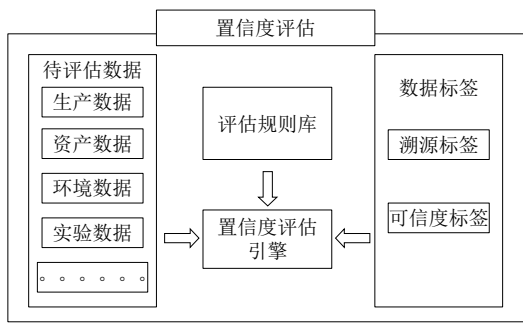 置信度评估
待评估数据
生产数据
资产数据
环境数据
实验数据
。。。。。。
评估规则库
置信度评估
引擎
数据标签
溯源标签
可信度标签